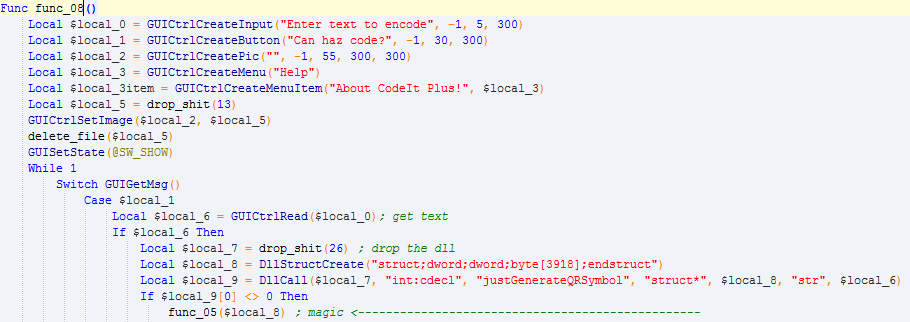 Func func_08()
Local $local_0 = GUICtrlCreateInput("Enter text to encode", -1, 5, 300)
Local $local_1 = GUICtrlCreateButton("Can haz code?", -1, 30, 300)
Local $local_2 = GUICtrlCreatePic("", -1, 55, 300, 300)
Local $local_3 = GUICtrlCreateMenu("Help")
Local $local_3item = GUICtrlCreateMenuItem("About CodeIt Plus!", $local_3)
Local $local_5 = drop_shit(13)
GUICtrlSetImage($local_2, $local_5)
delete_file($local_5)
GUISetState(@SW_SHOW)
While 1
Switch GUIGetMsg()
Case $local_1
Local $local_6 = GUICtrlRead($local_0); get text
If $local_6 Then
Local $local_7 = drop_shit(26) ; drop the dll
Local $local_8 = DllStructCreate("struct;dword;dword;byte[3918];endstruct")
Local $local_9 = DllCall($local_7, "int:cdecl", "justGenerateQRSymbol", "struct*", $local_8, "str", $local_6)
If $local_9[0] <> 0 Then
func_05($local_8) ; magic <-------------------------------------------------